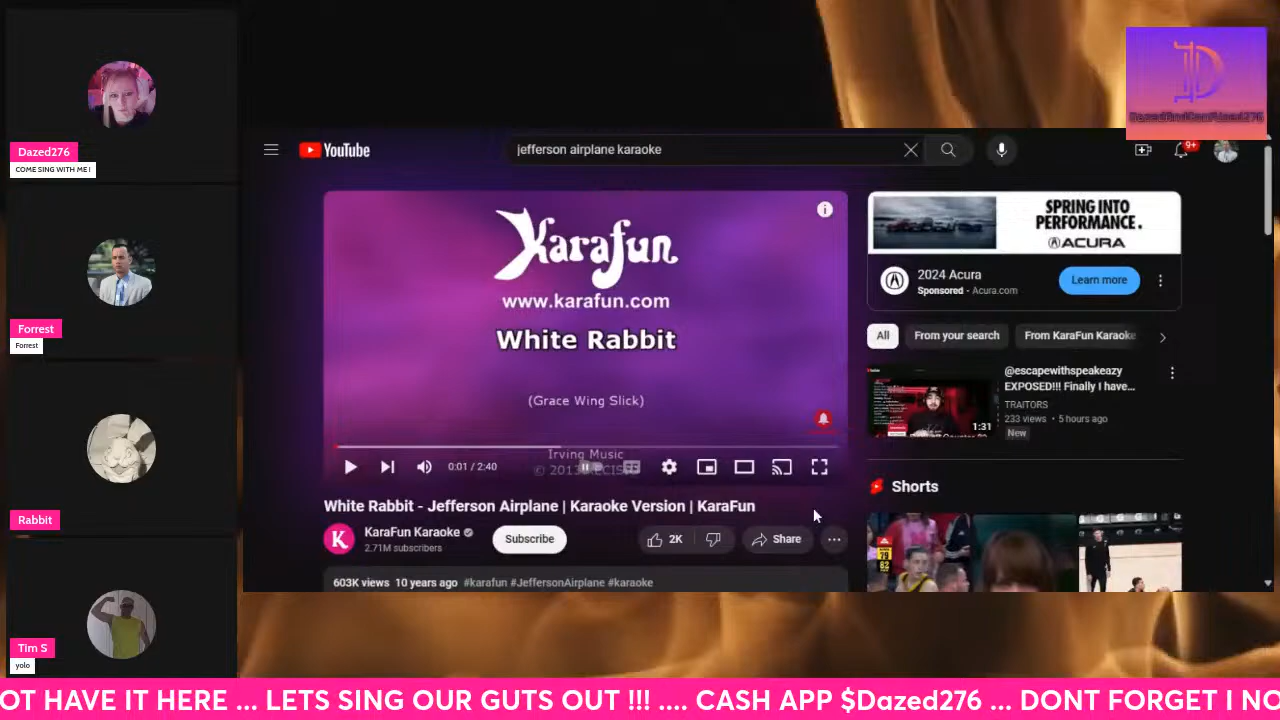 Dazed276
COME SING WITH ME !
Forrest
Forrest
Rabbit
Tim S
yolo
DazedAndConfUzed276
YouTube
jefferson airplane karaoke
9+
Karafun
www.karafun.com
White Rabbit
(Grace Wing Slick)
Irving Music
0:01 / 2:40
White Rabbit - Jefferson Airplane | Karaoke Version | KaraFun
KaraFun Karaoke
2.71M subscribers
Subscribe
2K
Share
603K views 10 years ago #karafun #JeffersonAirplane #karaoke
SPRING INTO
PERFORMANCE.
ACURA
2024 Acura
Sponsored · Acura.com
Learn more
All
From your search
From KaraFun Karaoke
@escapewithspeakeazy
EXPOSED!!! Finally I have...
TRAITORS
233 views • 5 hours ago
New
1:31
Shorts
OT HAVE IT HERE ... LETS SING OUR GUTS OUT !!! .... CASH APP $Dazed276 ... DONT FORGET I NO